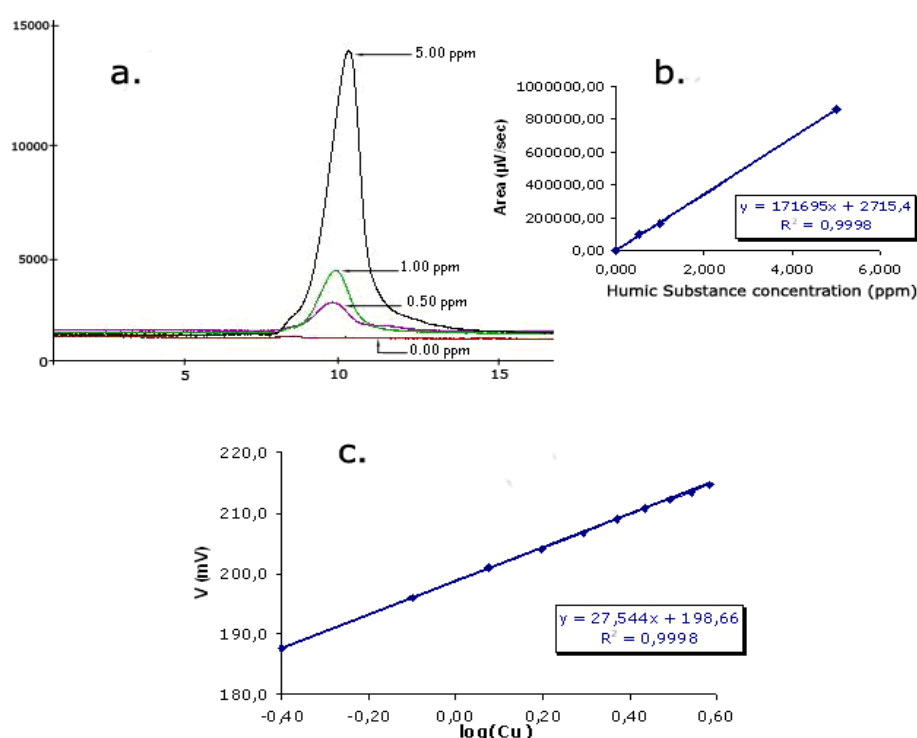 a.
15000
10000
5000
0
5
10
15
5.00 ppm
1.00 ppm
0.50 ppm
0.00 ppm
b.
Area (µV/sec)
1000000,00
800000,00
600000,00
400000,00
200000,00
0,00
0,000
2,000
4,000
6,000
y = 171695x + 2715,4
R² = 0,9998
Humic Substance concentration (ppm)
c.
V (mV)
220,0
210,0
200,0
190,0
180,0
-0,40
-0,20
0,00
0,20
0,40
0,60
y = 27,544x + 198,66
R² = 0,9998
log(Cu)